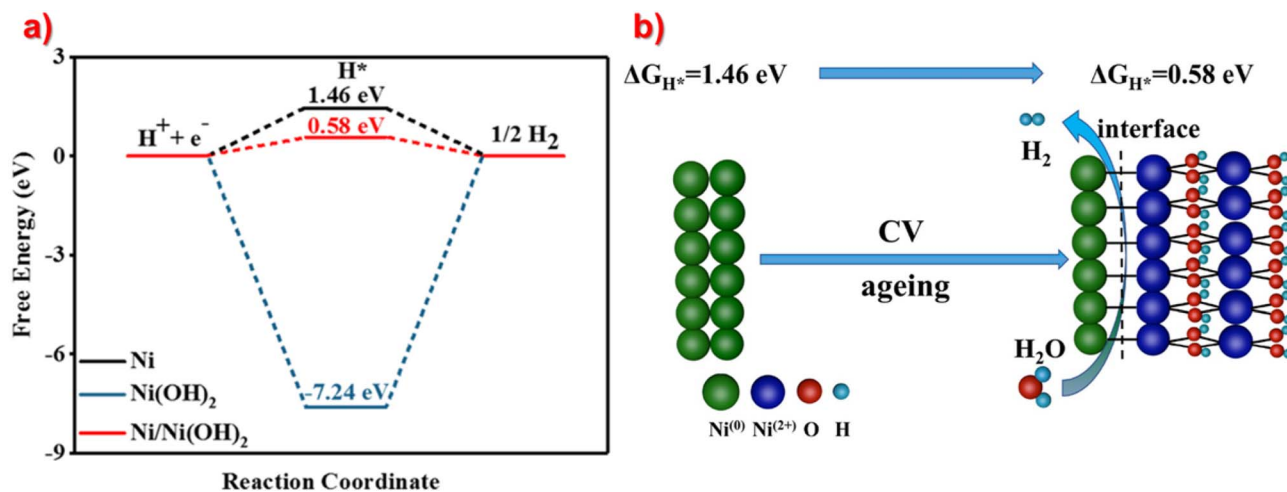 a)
3
0
-3
-6
-9
Free Energy (eV)
Reaction Coordinate
H*
1.46 eV
0.58 eV
H⁺ + e⁻
1/2 H₂
-7.24 eV
Ni
Ni(OH)₂
Ni/Ni(OH)₂
b)
ΔG_H*=1.46 eV
ΔG_H*=0.58 eV
H₂
interface
CV
ageing
H₂O
Ni⁽⁰⁾ Ni⁽²⁺⁾ O H